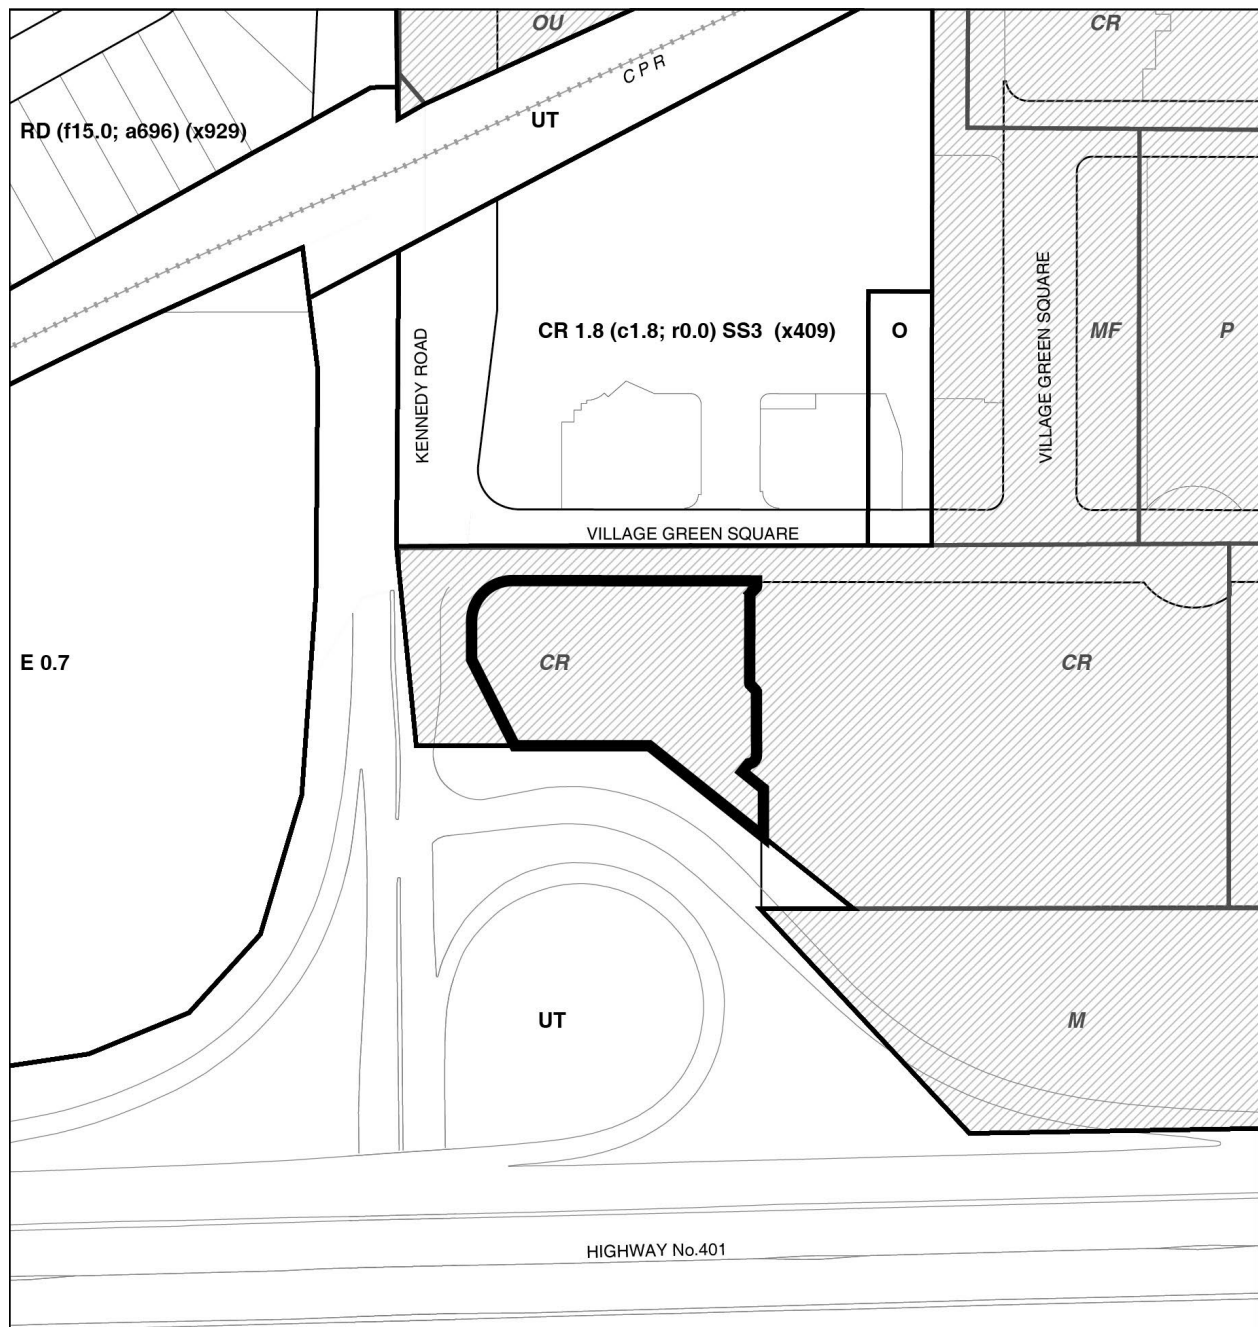 OU
CR
CPR
RD (f15.0; a696) (x929)
UT
VILLAGE GREEN SQUARE
KENNEDY ROAD
CR 1.8 (c1.8; r0.0) SS3 (x409)
O
MF
P
VILLAGE GREEN SQUARE
E 0.7
CR
CR
UT
M
HIGHWAY No.401